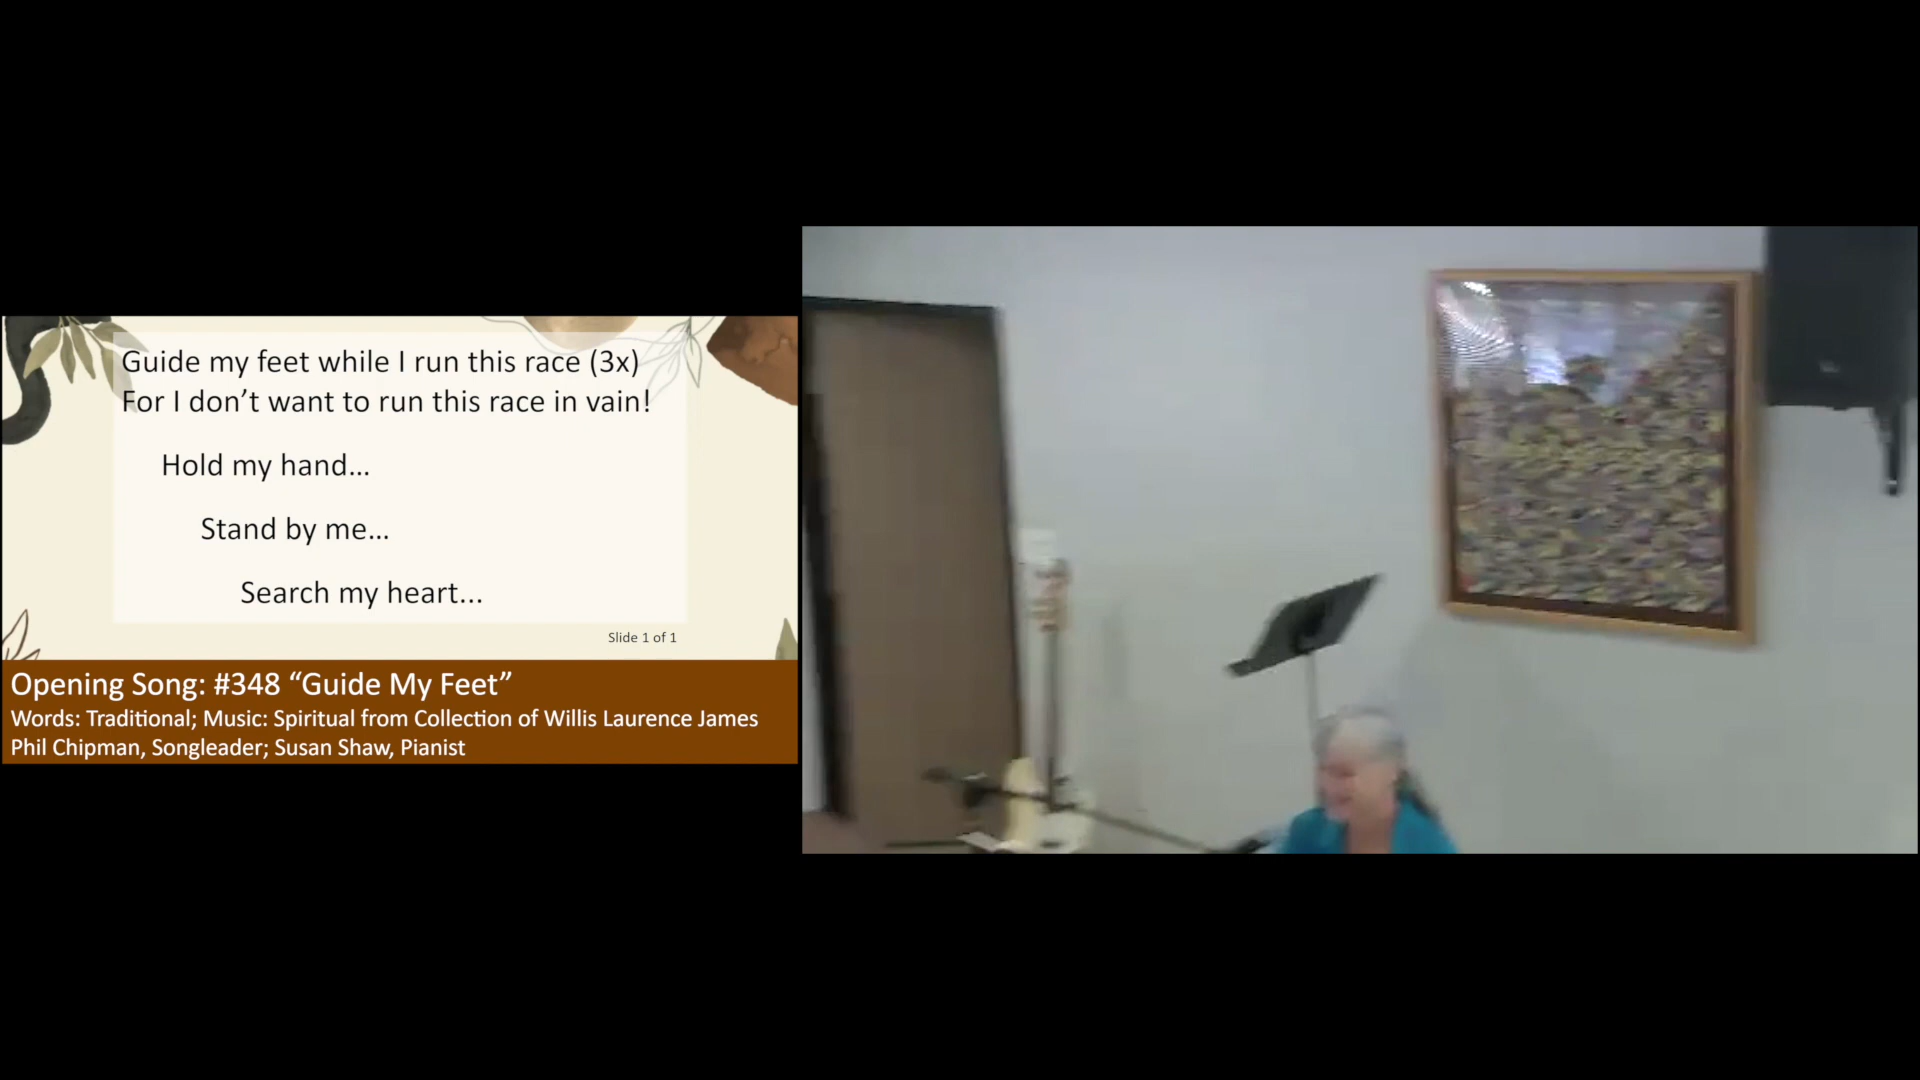 Guide my feet while I run this race (3x)
For I don’t want to run this race in vain!
Hold my hand...
Stand by me...
Search my heart...
Slide 1 of 1
Opening Song: #348 “Guide My Feet”
Words: Traditional; Music: Spiritual from Collection of Willis Laurence James
Phil Chipman, Songleader; Susan Shaw, Pianist